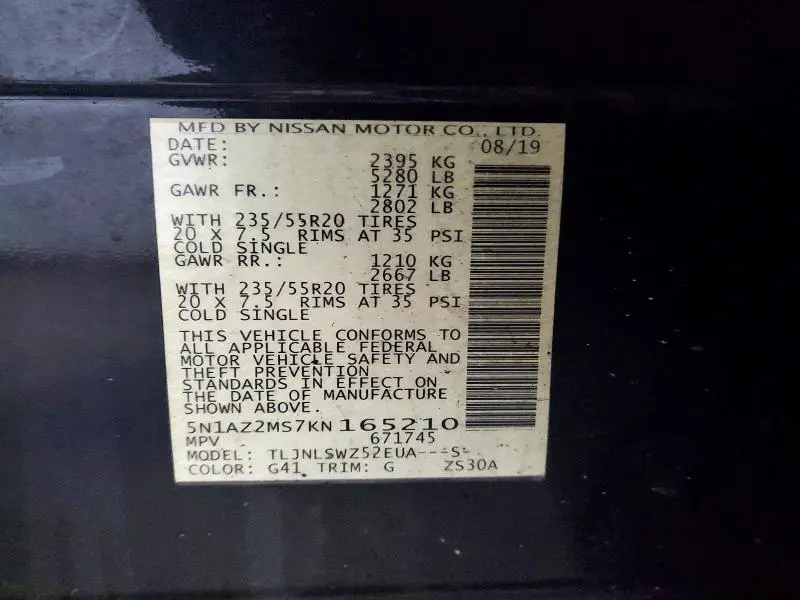 MFD BY NISSAN MOTOR CO., LTD.
DATE: 08/19
GVWR: 2395 KG
5280 LB
GAWR FR.: 1271 KG
2802 LB
WITH 235/55R20 TIRES
20 X 7.5 RIMS AT 35 PSI
COLD SINGLE
GAWR RR.: 1210 KG
2667 LB
WITH 235/55R20 TIRES
20 X 7.5 RIMS AT 35 PSI
COLD SINGLE
THIS VEHICLE CONFORMS TO
ALL APPLICABLE FEDERAL
MOTOR VEHICLE SAFETY AND
THEFT PREVENTION
STANDARDS IN EFFECT ON
THE DATE OF MANUFACTURE
SHOWN ABOVE.
5N1AZ2MS7KN165210
MPV 671745
MODEL: TLJNLSWZ52EUA---S-
COLOR: G41 TRIM: G ZS30A